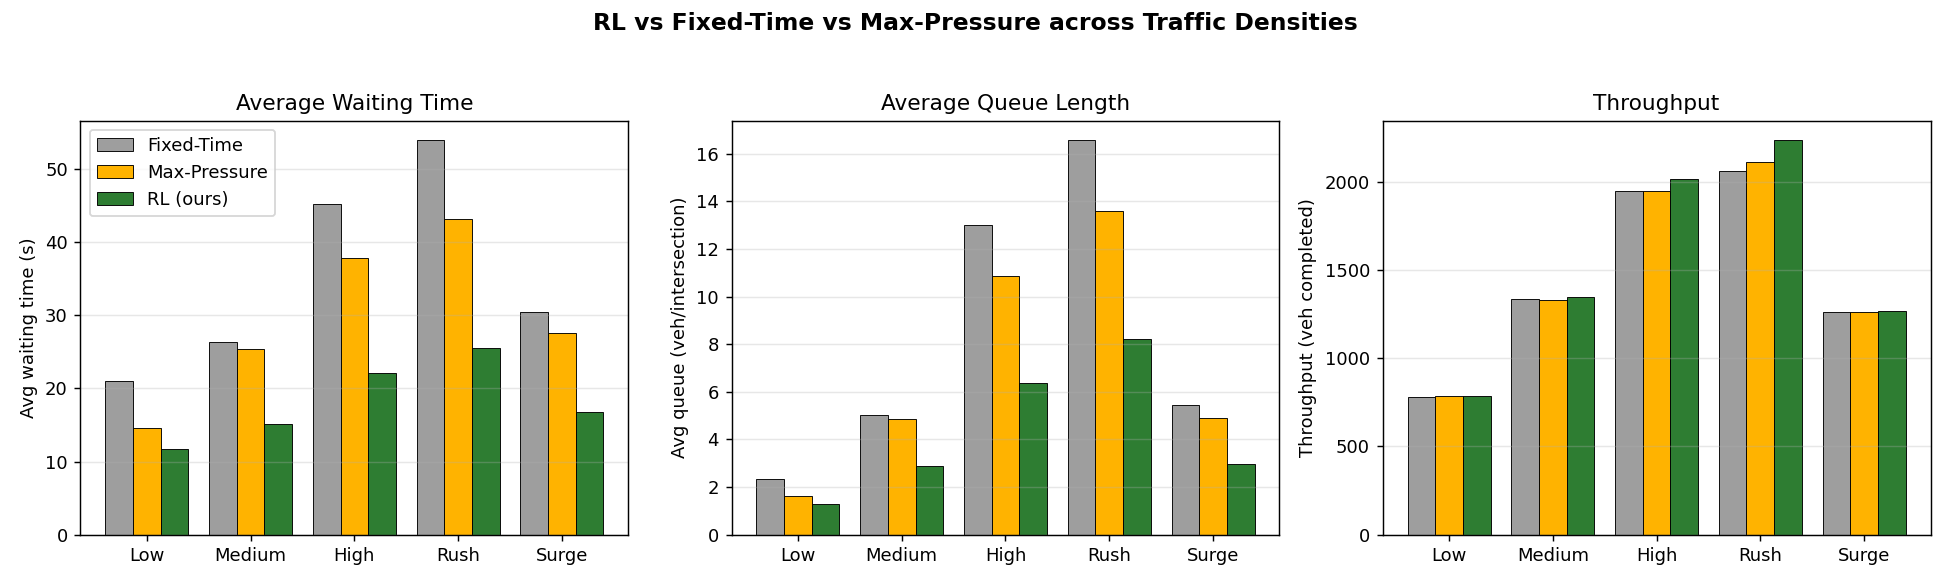 RL vs Fixed-Time vs Max-Pressure across Traffic Densities
Average Waiting Time
Avg waiting time (s)
50
40
30
20
10
0
Fixed-Time
Max-Pressure
RL (ours)
Low Medium High Rush Surge
Average Queue Length
Avg queue (veh/intersection)
16
14
12
10
8
6
4
2
0
Low Medium High Rush Surge
Throughput
Throughput (veh completed)
2000
1500
1000
500
0
Low Medium High Rush Surge